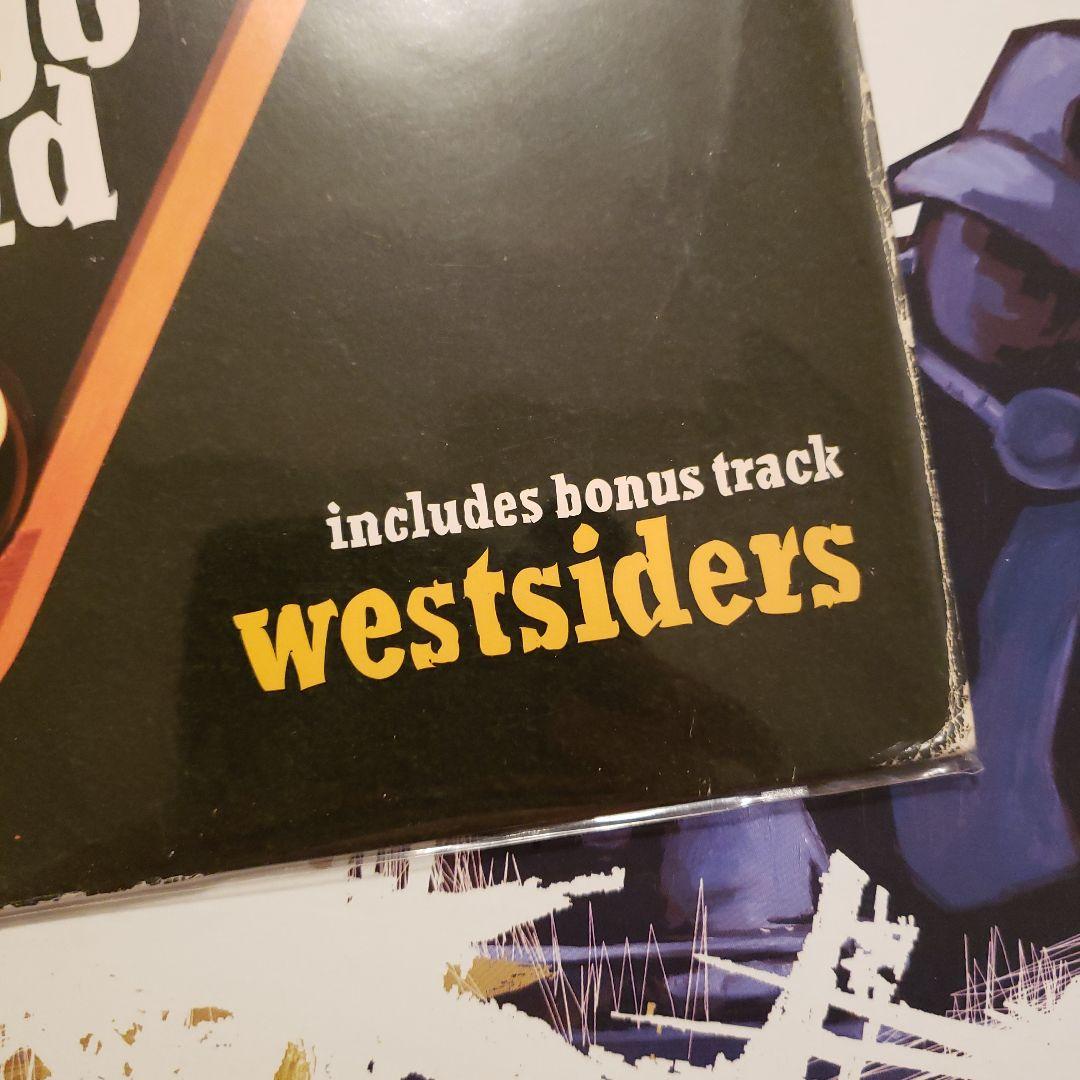 includes bonus track
westsiders